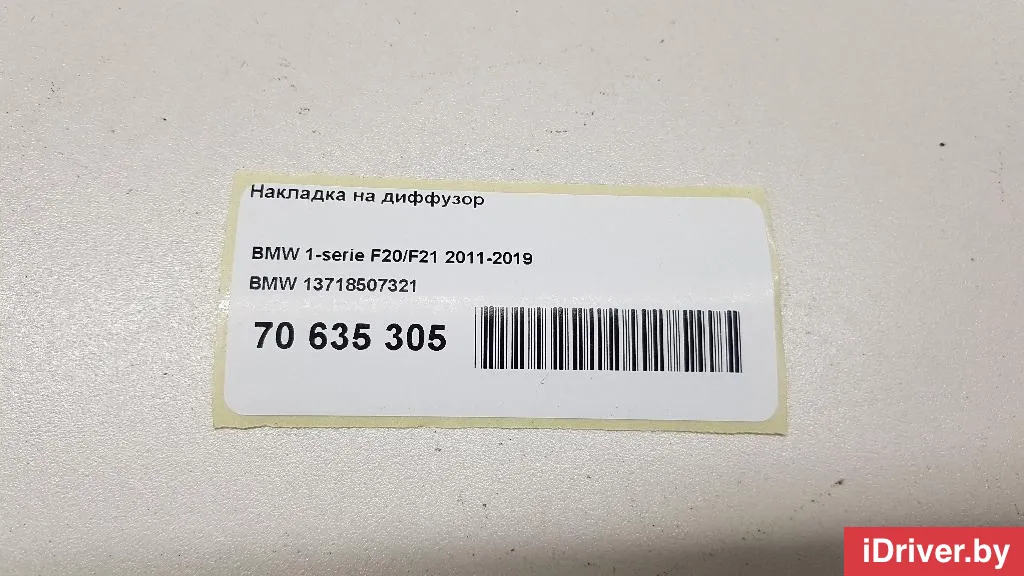 Накладка на диффузор
BMW 1-serie F20/F21 2011-2019
BMW 13718507321
70 635 305
iDriver.by